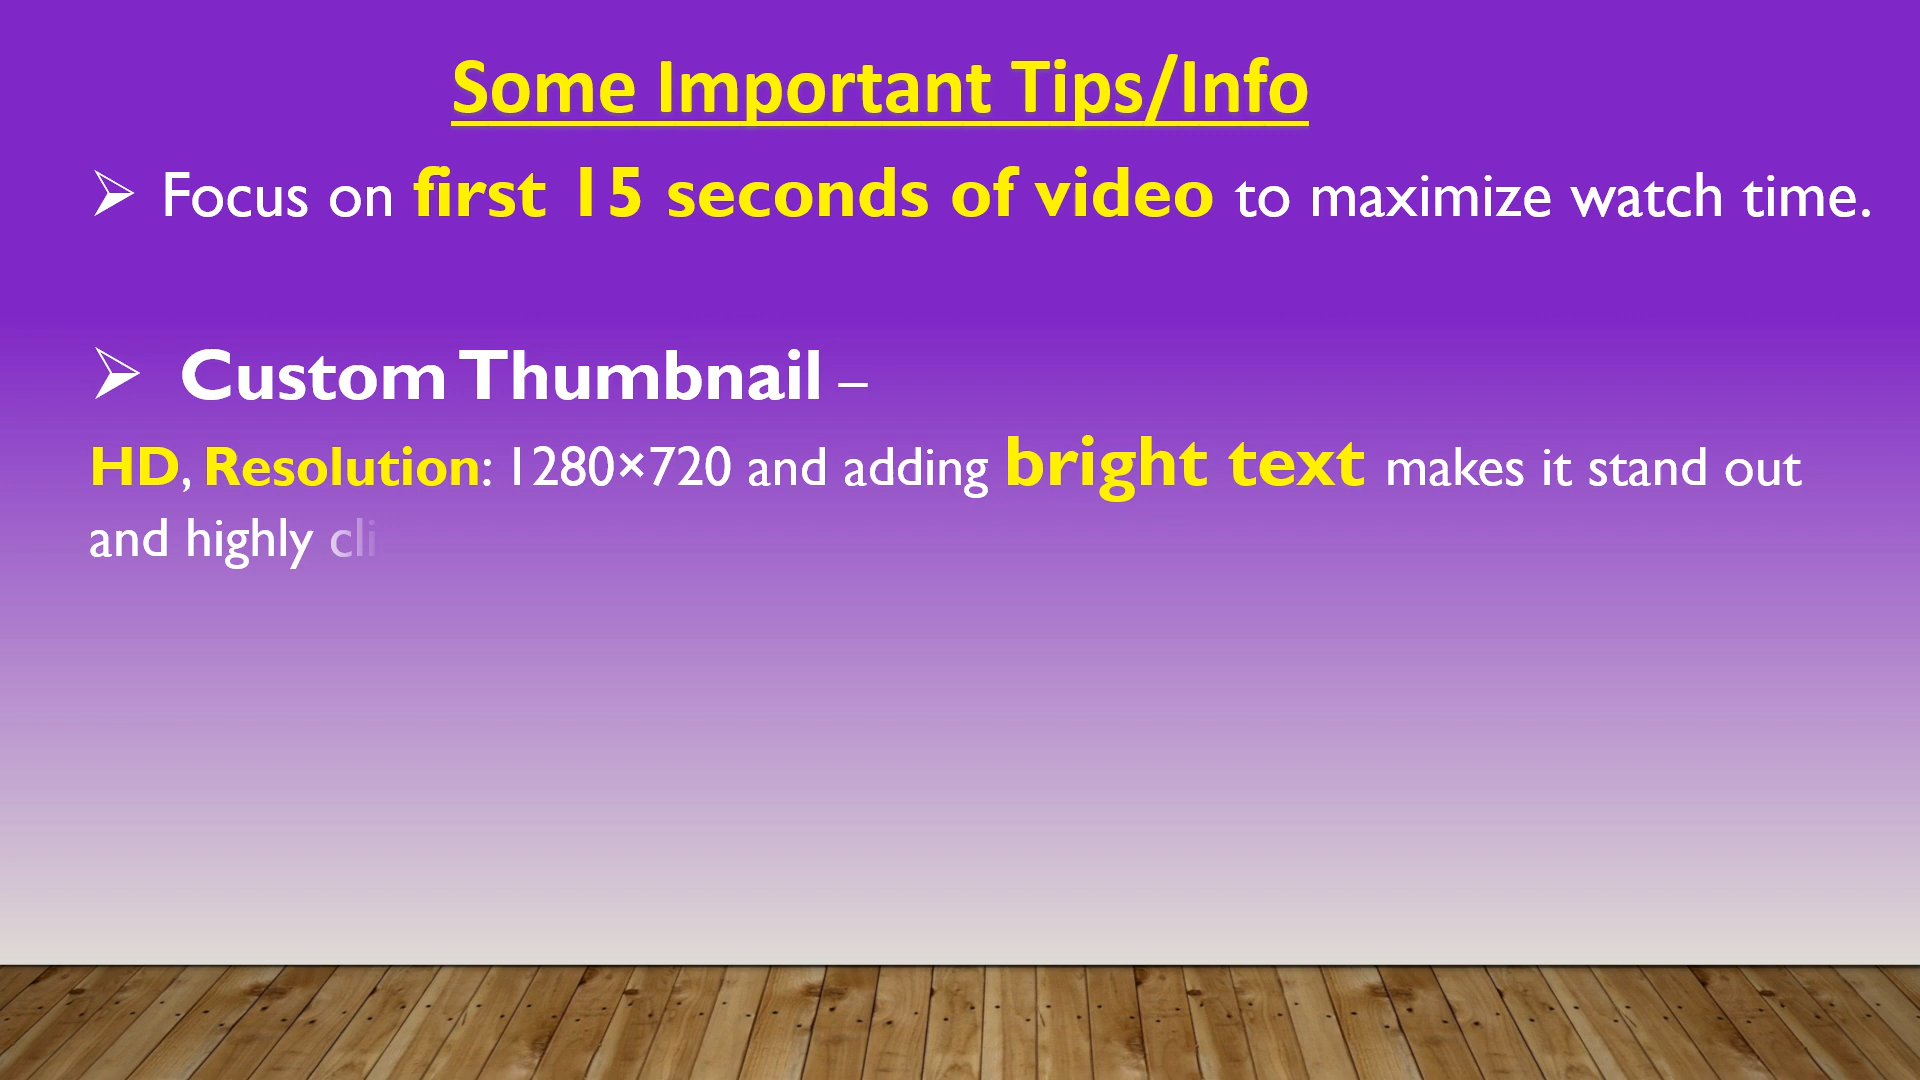 Some Important Tips/Info
➢ Focus on first 15 seconds of video to maximize watch time.
➢ Custom Thumbnail –
HD, Resolution: 1280×720 and adding bright text makes it stand out
and highly